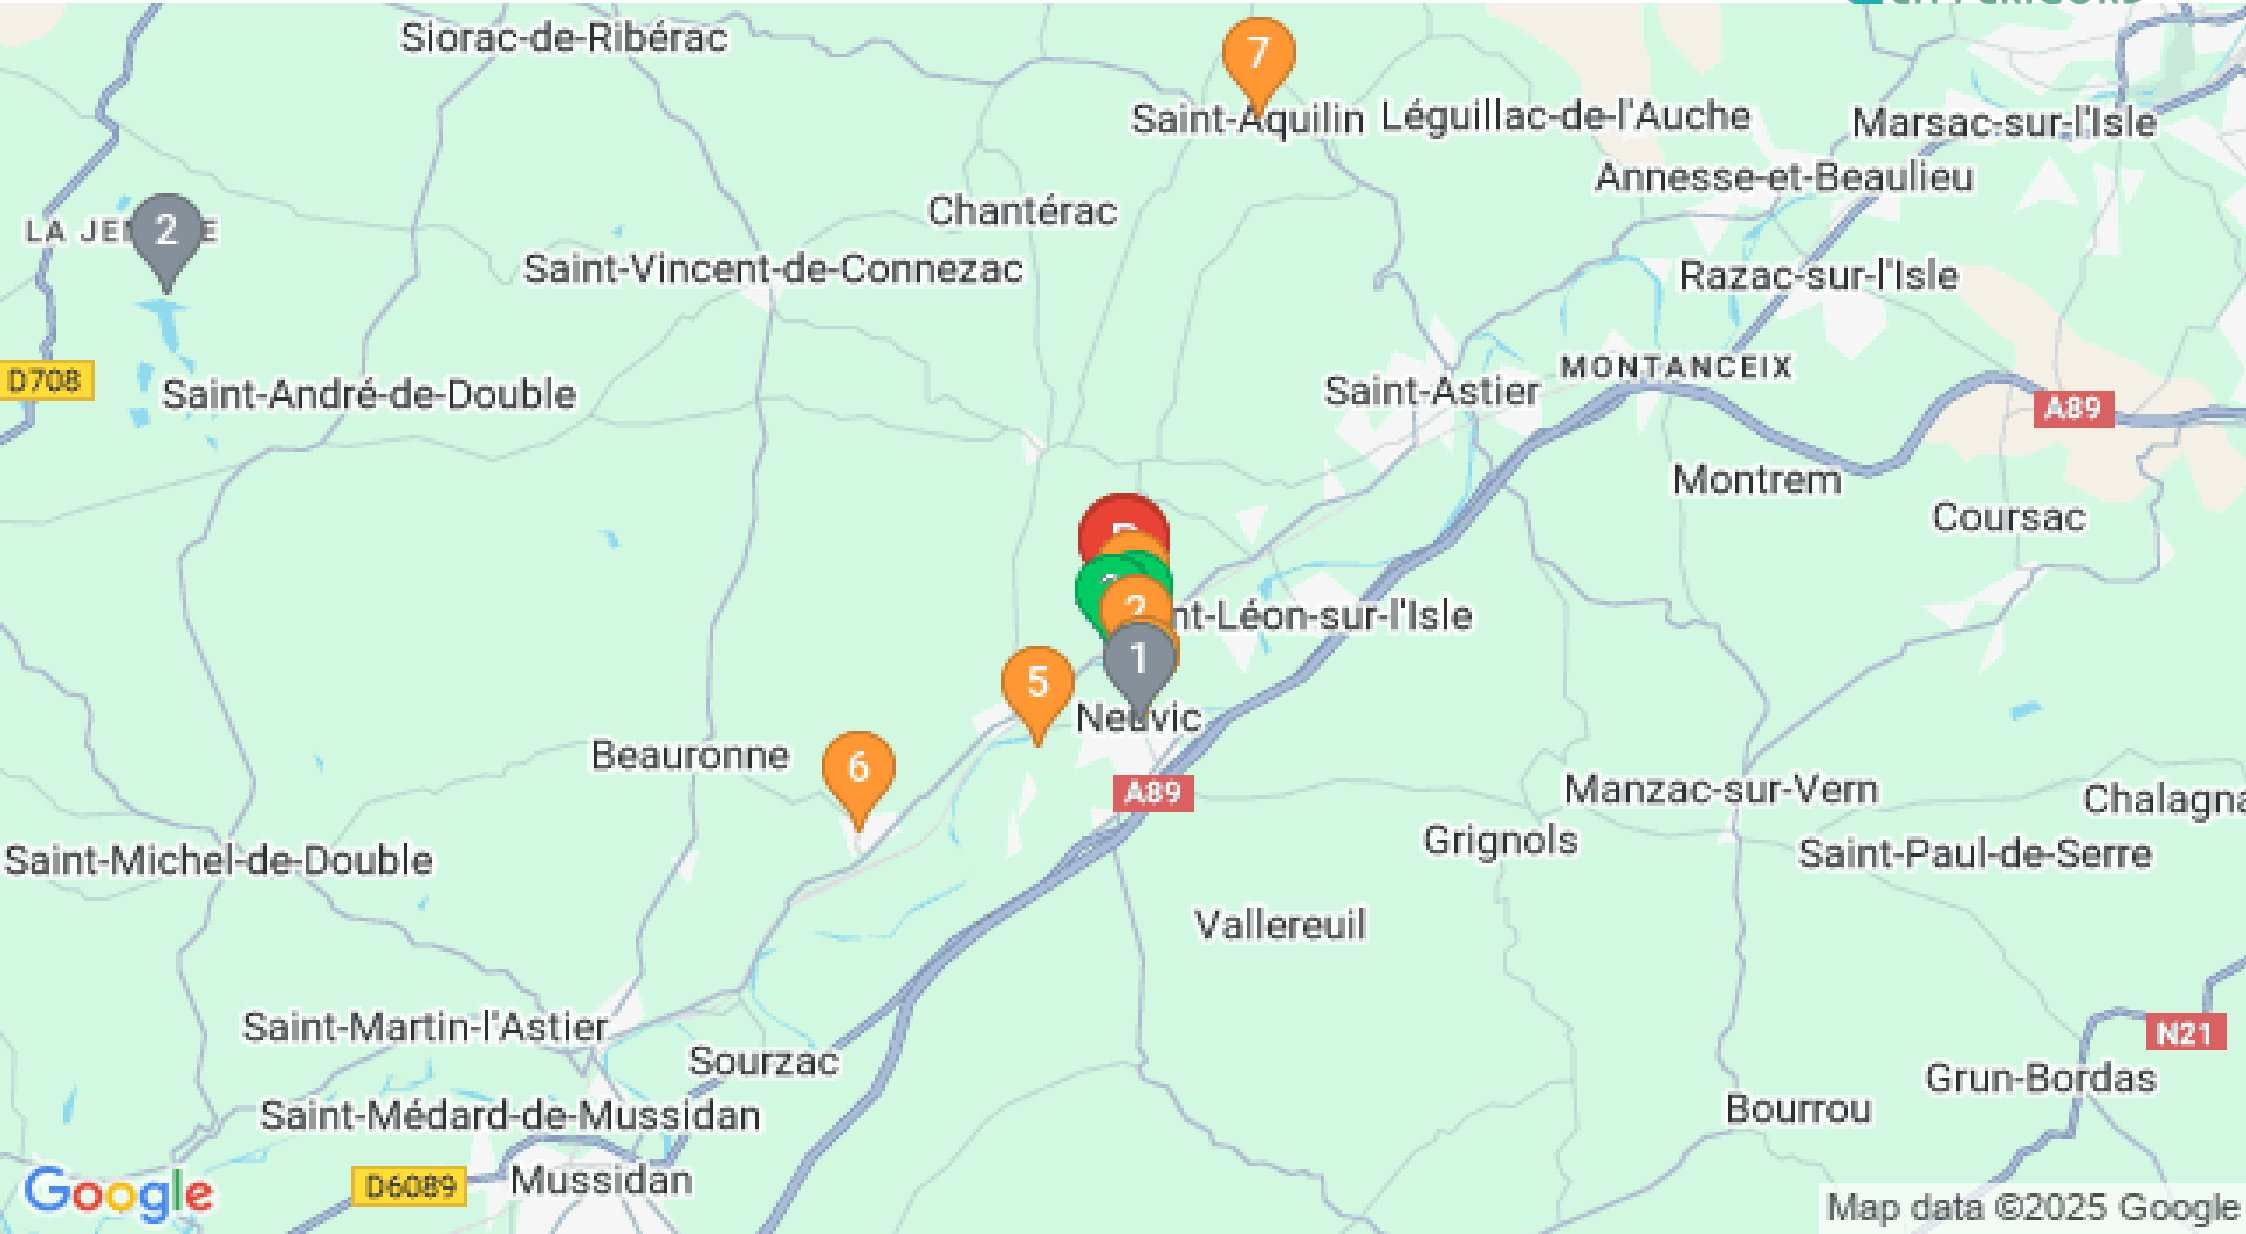 Siorac-de-Ribérac
7
Saint-Aquilin
Léguillac-de-l'Auche
Marsac-sur-l'Isle
Annesse-et-Beaulieu
Chantérac
2
Saint-Vincent-de-Connezac
Razac-sur-l'Isle
D708
Saint-André-de-Double
MONTANCEIX
Saint-Astier
A89
Montrem
Coursac
2
nt-Léon-sur-l'Isle
1
5
Neuvic
Beauronne
6
A89
Manzac-sur-Vern
Chalagna
Grignols
Saint-Paul-de-Serre
Saint-Michel-de-Double
Vallereuil
Saint-Martin-l'Astier
N21
Sourzac
Grun-Bordas
Saint-Médard-de-Mussidan
Bourrou
D6089
Mussidan
Google
Map data ©2025 Google